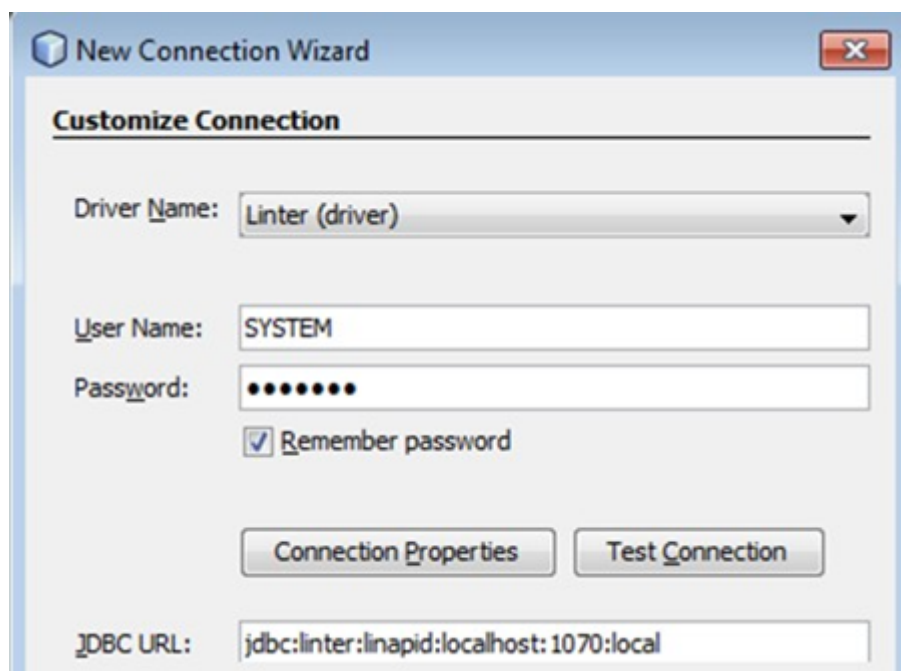 New Connection Wizard
Customize Connection
Driver Name: Linter (driver)
User Name: SYSTEM
Password: •••••••
Remember password
Connection Properties Test Connection
JDBC URL: jdbc:linter:linapid:localhost:1070:local